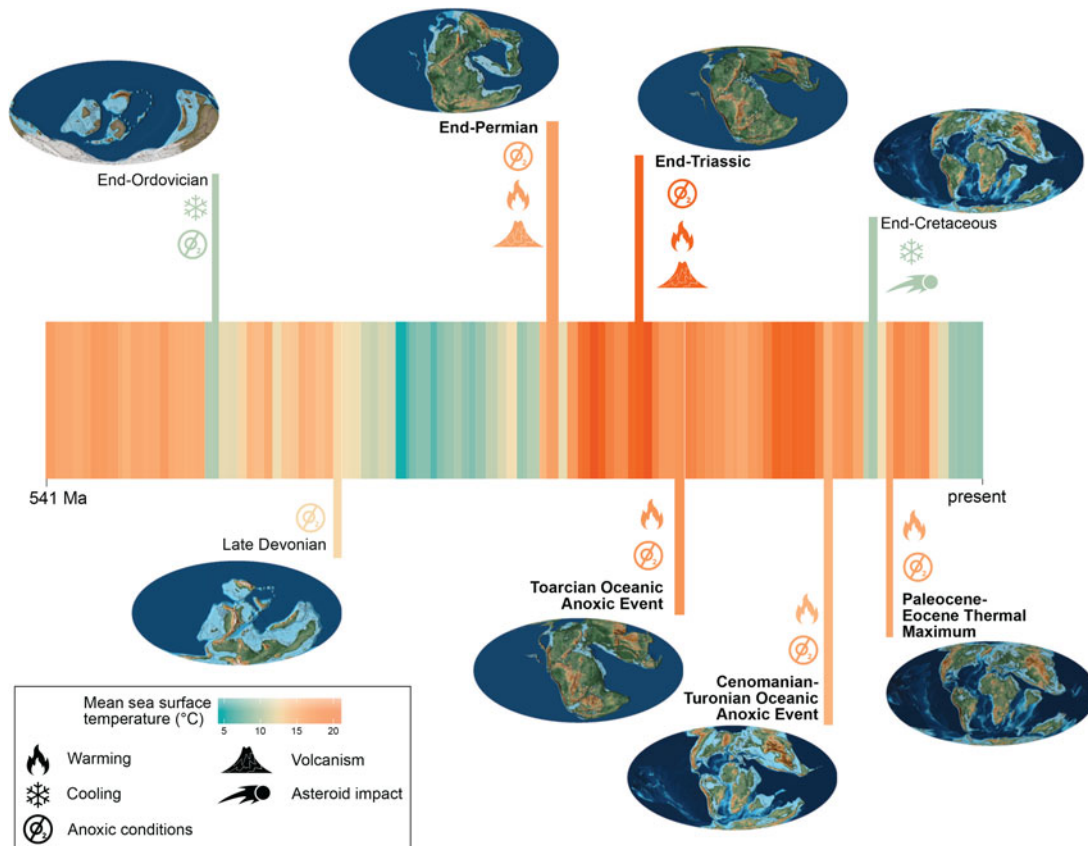 End-Permian
End-Triassic
End-Ordovician
End-Cretaceous
541 Ma
present
Late Devonian
Toarcian Oceanic
Anoxic Event
Cenomanian-
Turonian Oceanic
Anoxic Event
Paleocene-
Eocene Thermal
Maximum
Mean sea surface
temperature (°C)
5 10 15 20
Warming
Volcanism
Cooling
Asteroid impact
Anoxic conditions